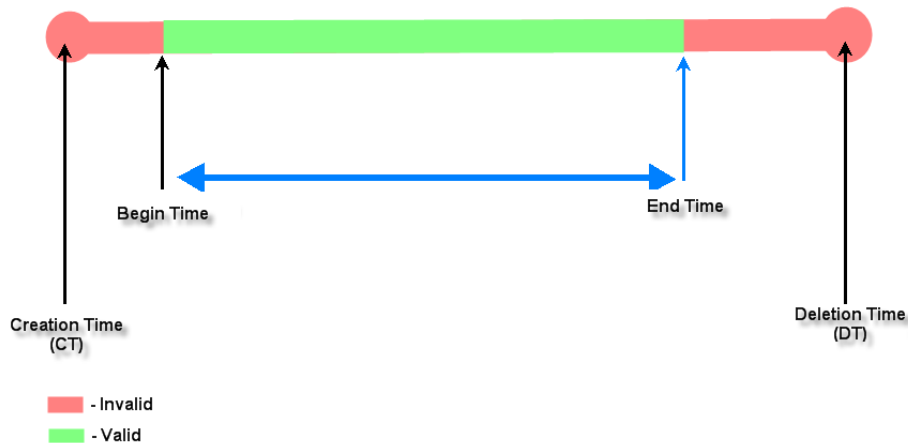 Begin Time
End Time
Creation Time
(CT)
Deletion Time
(DT)
- Invalid
- Valid